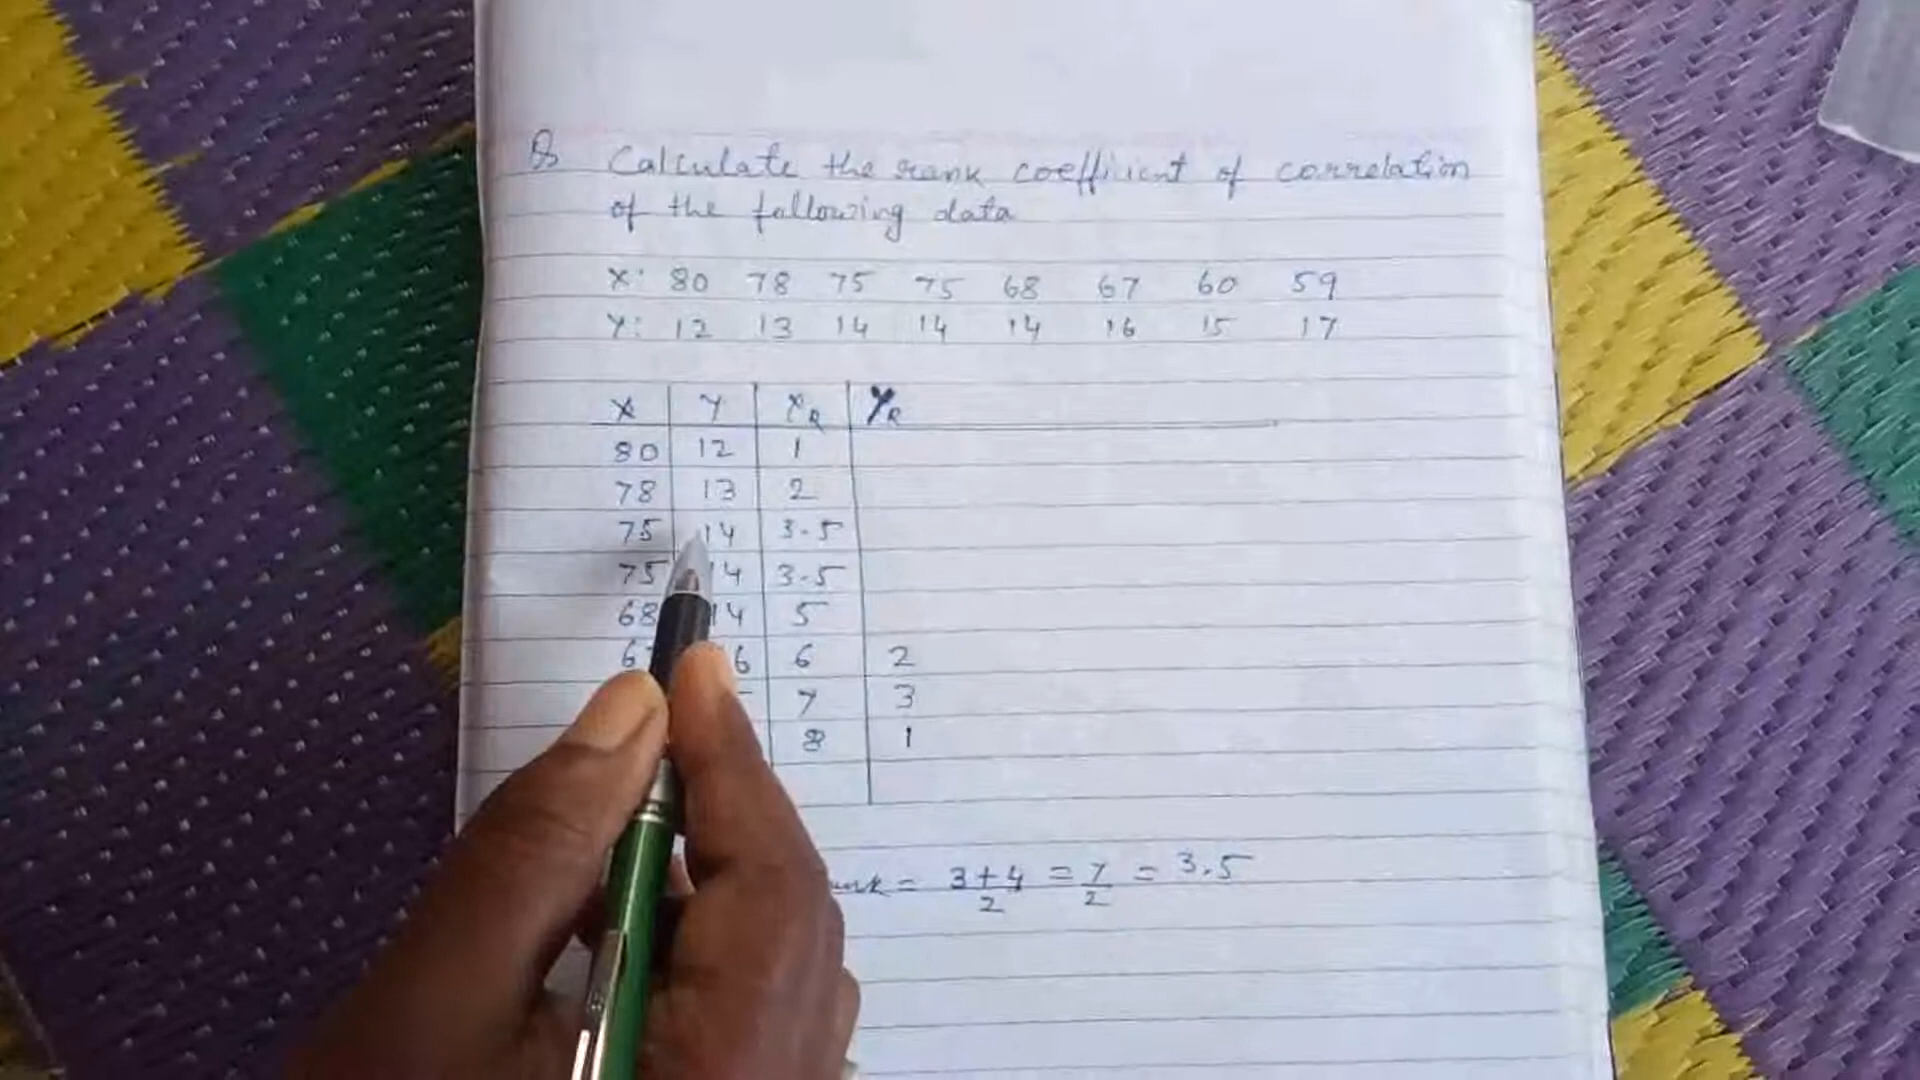 Q Calculate the rank coefficient of correlation
of the following data
X: 80 78 75 75 68 67 60 59
Y: 12 13 14 14 14 16 15 17
X Y X R Y R
80 12 1
78 13 2
75 14 3.5
75 14 3.5
68 14 5
6 6 2
7 3
8 1
= 3+4/2 = 7/2 = 3.5